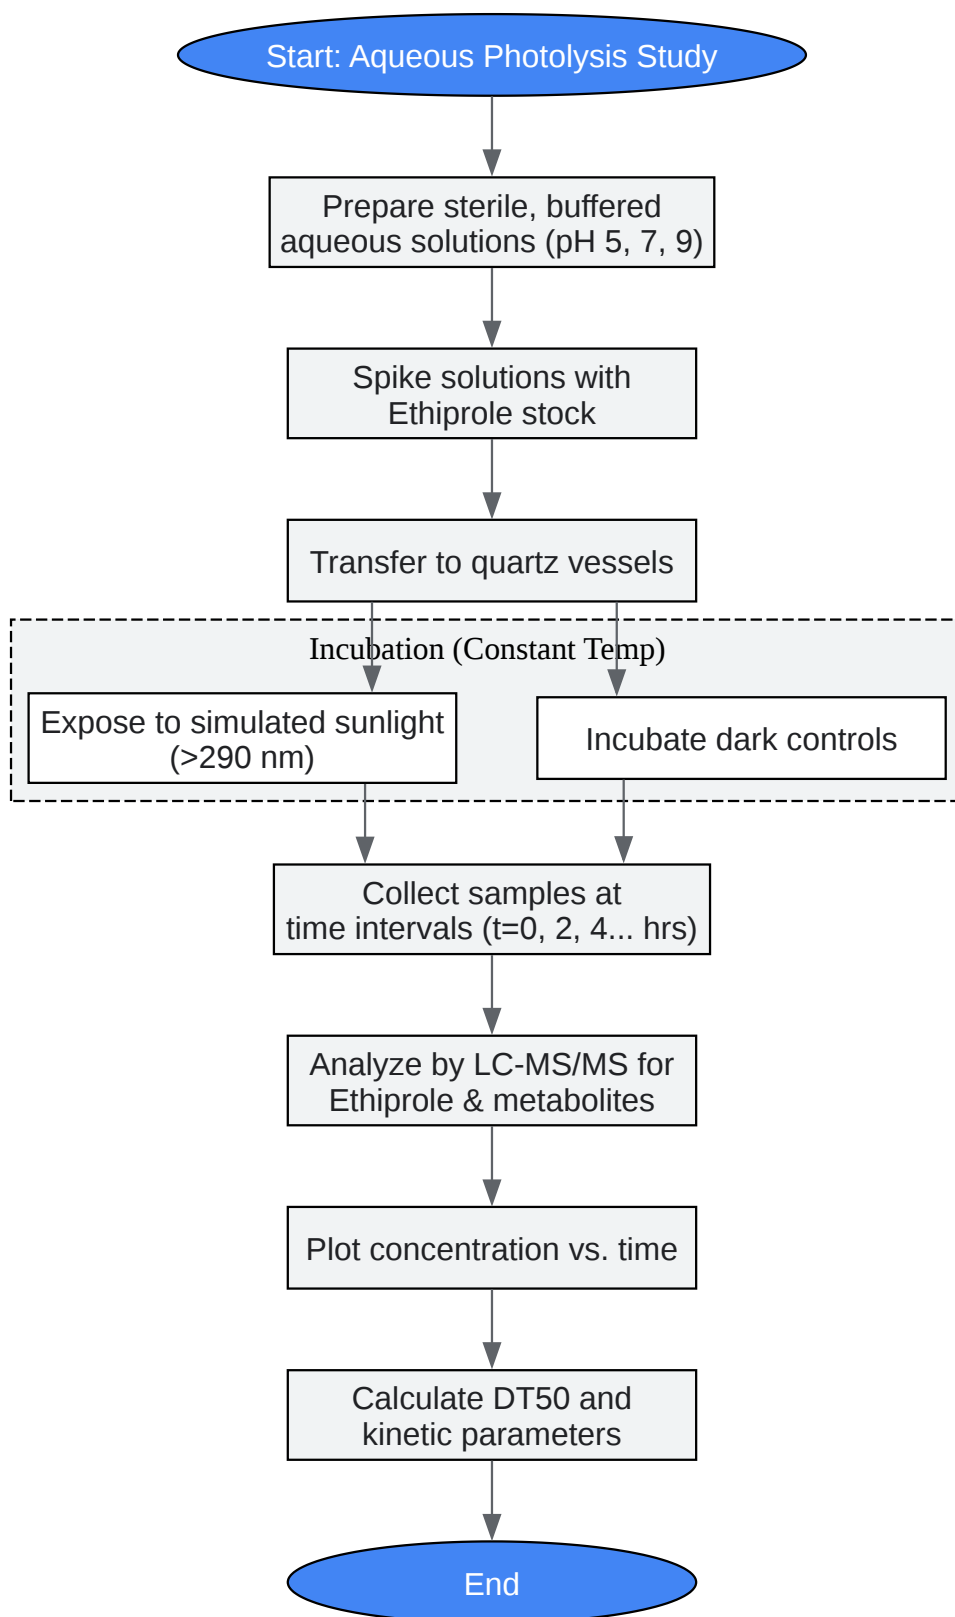 Start: Aqueous Photolysis Study
Prepare sterile, buffered
aqueous solutions (pH 5, 7, 9)
Spike solutions with
Ethiprole stock
Transfer to quartz vessels
Incubation (Constant Temp)
Expose to simulated sunlight
(>290 nm)
Incubate dark controls
Collect samples at
time intervals (t=0, 2, 4... hrs)
Analyze by LC-MS/MS for
Ethiprole & metabolites
Plot concentration vs. time
Calculate DT50 and
kinetic parameters
End